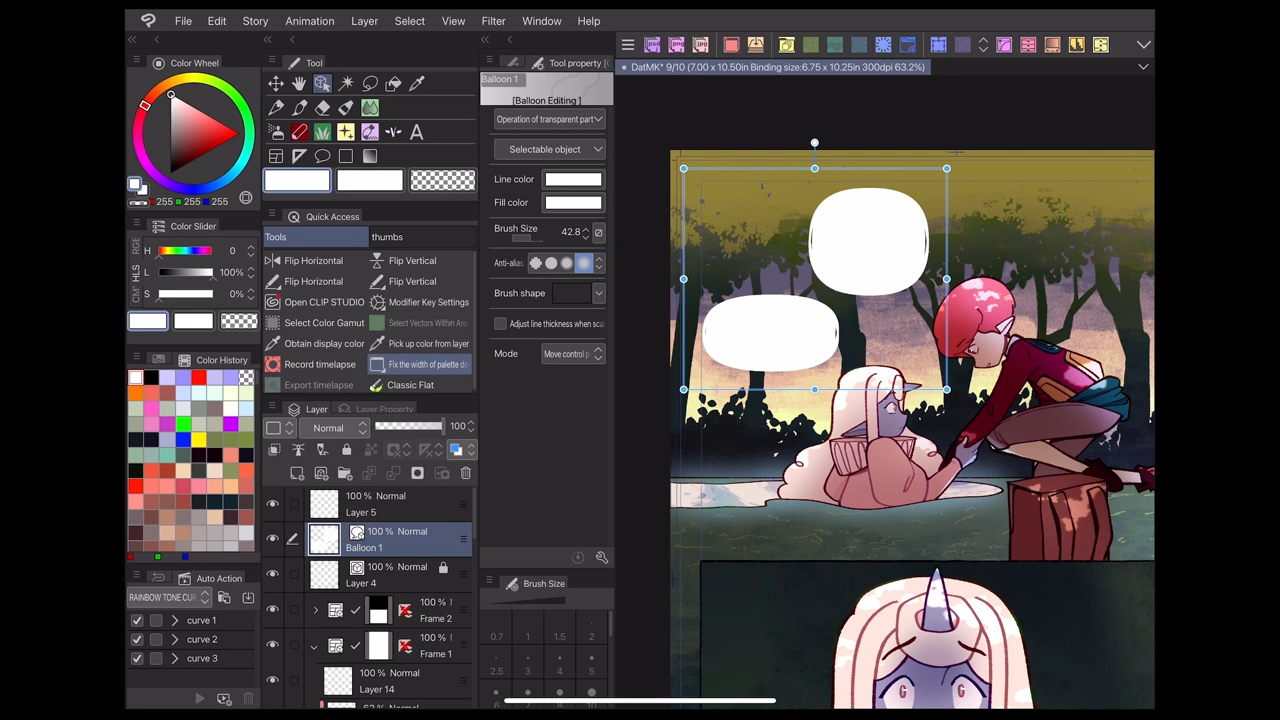 File Edit Story Animation Layer Select View Filter Window Help
Color Wheel
Tool
Tool property [
psd png jpg
DatMK* 9/10 (7.00 x 10.50in Binding size:6.75 x 10.25in 300dpi 63.2%)
Balloon 1
[Balloon Editing ]
Operation of transparent part
Selectable object
Line color
Fill color
Brush Size 42.8
Anti-alias
Brush shape
Adjust line thickness when sca
Mode Move control p
255 255 255
Color Slider
RGB
HLS
CM
H 0
L 100%
S 0%
Quick Access
Tools thumbs
Flip Horizontal Flip Vertical
Flip Horizontal Flip Vertical
Open CLIP STUDIO Modifier Key Settings
Select Color Gamut Select Vectors Within Are
Obtain display color Pick up color from layer
Record timelapse Fix the width of palette do
Export timelapse Classic Flat
Color History
Layer Layer Property
Normal 100
100 % Normal
Layer 5
100 % Normal
Balloon 1
100 % Normal
Layer 4
100 % I
Frame 2
100 % I
Frame 1
100 % Normal
Layer 14
Auto Action
RAINBOW TONE CUR
curve 1
curve 2
curve 3
Brush Size
0.7 1 1.5 2
2.5 3 4 5